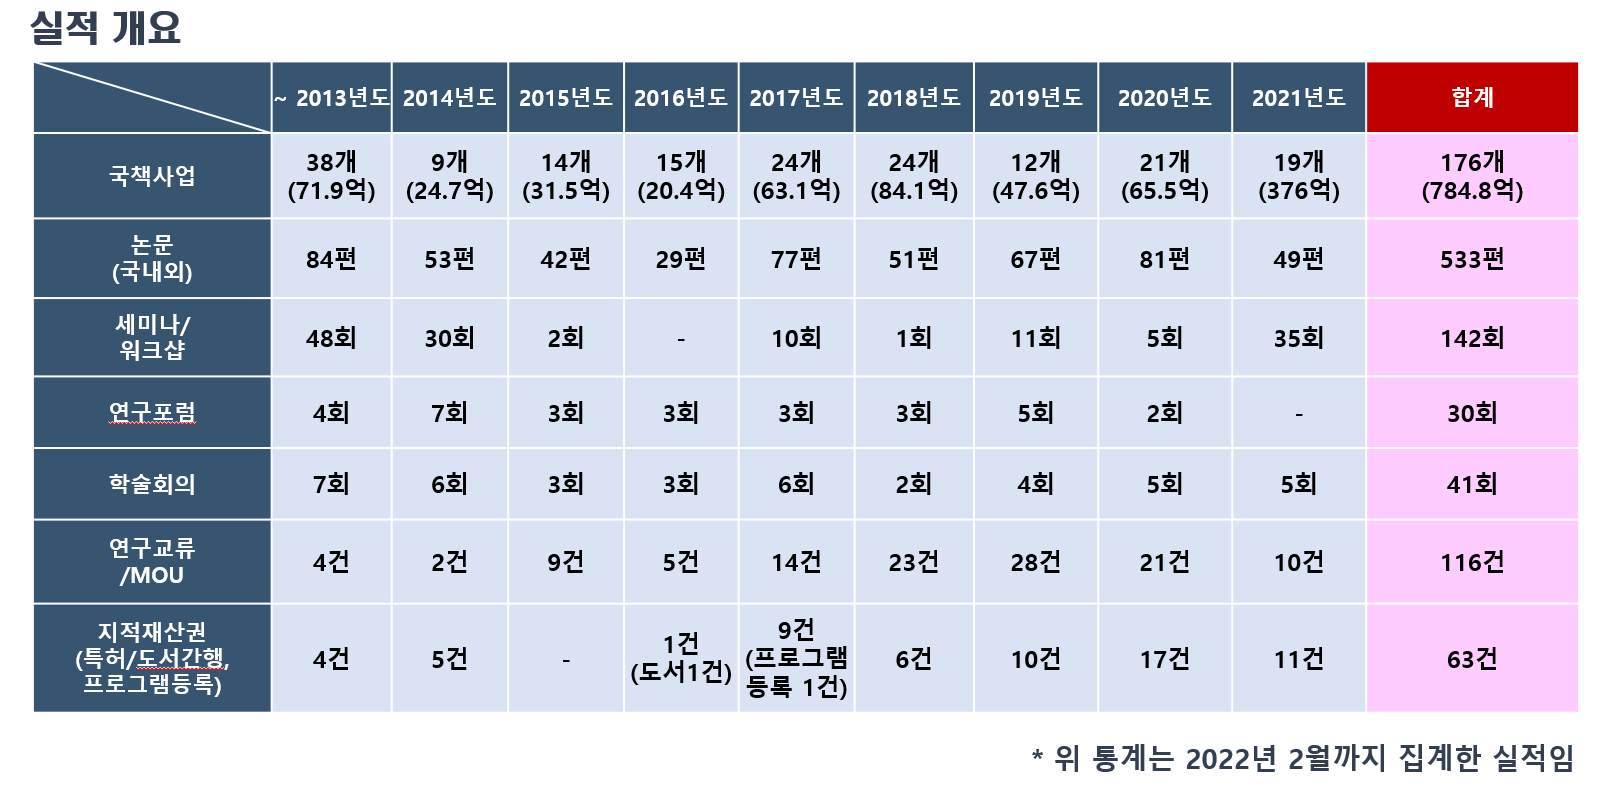 실적 개요
~ 2013년도 2014년도 2015년도 2016년도 2017년도 2018년도 2019년도 2020년도 2021년도 합계
국책사업 38개 9개 14개 15개 24개 24개 12개 21개 19개 176개
(71.9억) (24.7억) (31.5억) (20.4억) (63.1억) (84.1억) (47.6억) (65.5억) (376억) (784.8억)
논문
(국내외) 84편 53편 42편 29편 77편 51편 67편 81편 49편 533편
세미나/
워크샵 48회 30회 2회 - 10회 1회 11회 5회 35회 142회
연구포럼 4회 7회 3회 3회 3회 3회 5회 2회 - 30회
학술회의 7회 6회 3회 3회 6회 2회 4회 5회 5회 41회
연구교류
/MOU 4건 2건 9건 5건 14건 23건 28건 21건 10건 116건
지적재산권
(특허/도서간행,
프로그램등록) 4건 5건 - 1건
(도서1건) 9건
(프로그램
등록 1건) 6건 10건 17건 11건 63건
* 위 통계는 2022년 2월까지 집계한 실적임